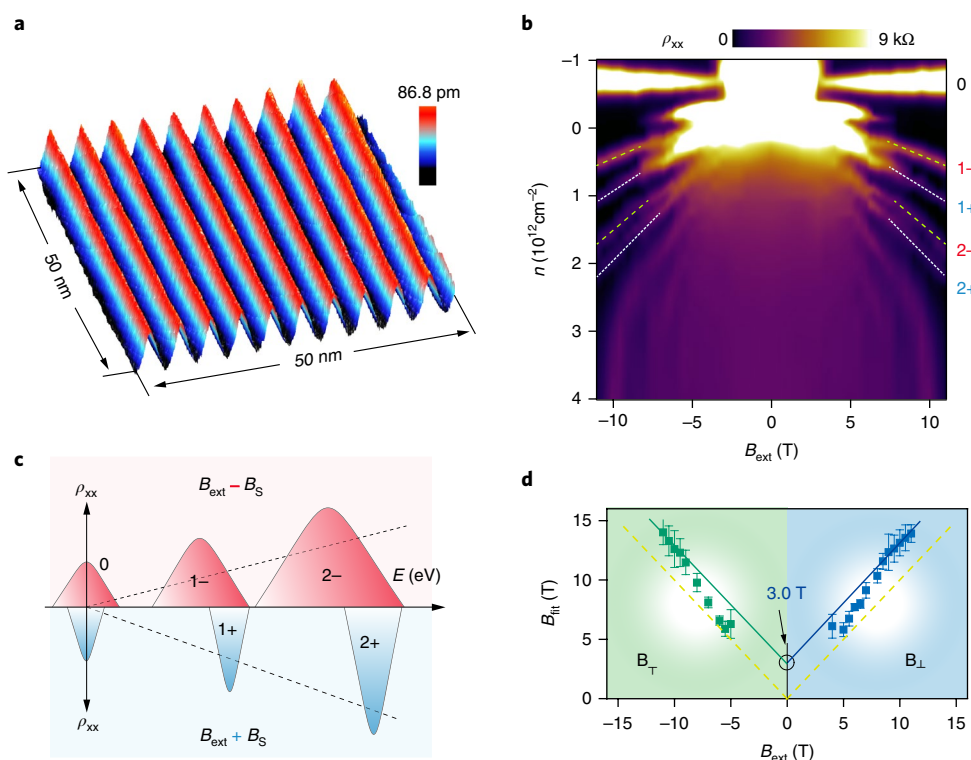 a
86.8 pm
50 nm
50 nm
b
ρxx 0 9 kΩ
−1
0
1
2
3
4
n (10¹²cm⁻²)
0
1−
1+
2−
2+
−10 −5 0 5 10
Bext (T)
c
Bext − BS
ρxx
0
1−
2−
E (eV)
1+
2+
ρxx
Bext + BS
d
15
10
5
0
Bfit (T)
3.0 T
B⊤
B⊥
−15 −10 −5 0 5 10 15
Bext (T)